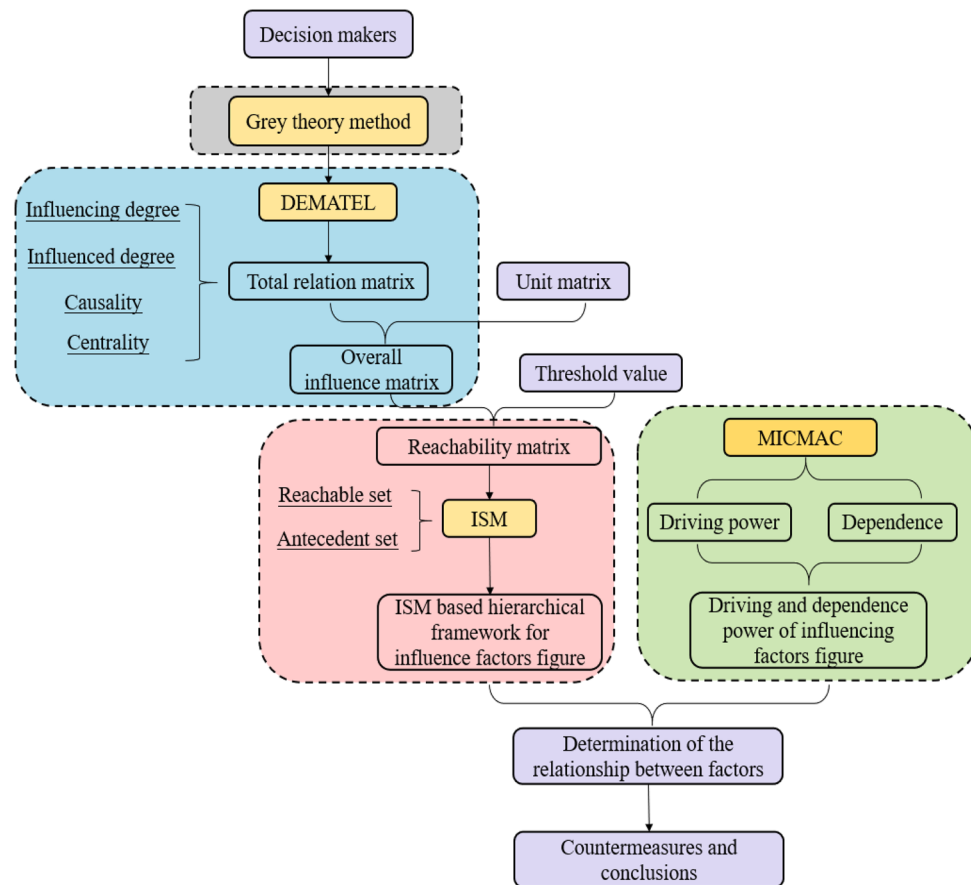 Decision makers
Grey theory method
DEMATEL
Influencing degree
Influenced degree
Causality
Centrality
Total relation matrix
Unit matrix
Overall
influence matrix
Threshold value
Reachability matrix
Reachable set
Antecedent set
ISM
ISM based hierarchical
framework for
influence factors figure
MICMAC
Driving power
Dependence
Driving and dependence
power of influencing
factors figure
Determination of the
relationship between factors
Countermeasures and
conclusions